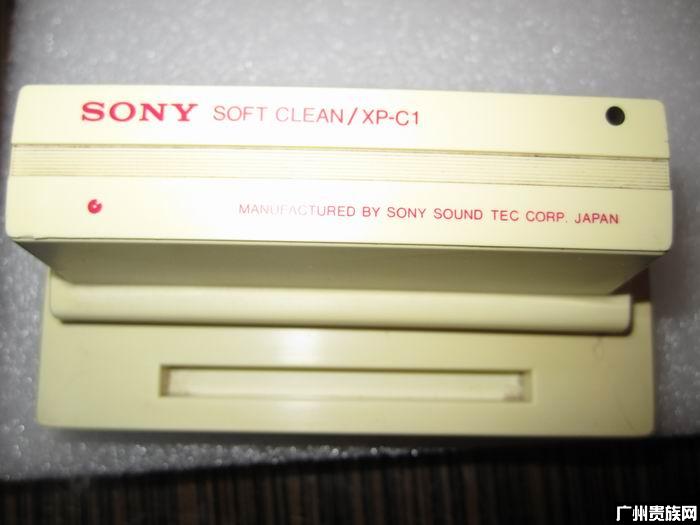 SONY SOFT CLEAN/XP-C1
MANUFACTURED BY SONY SOUND TEC CORP. JAPAN
广州贵族网